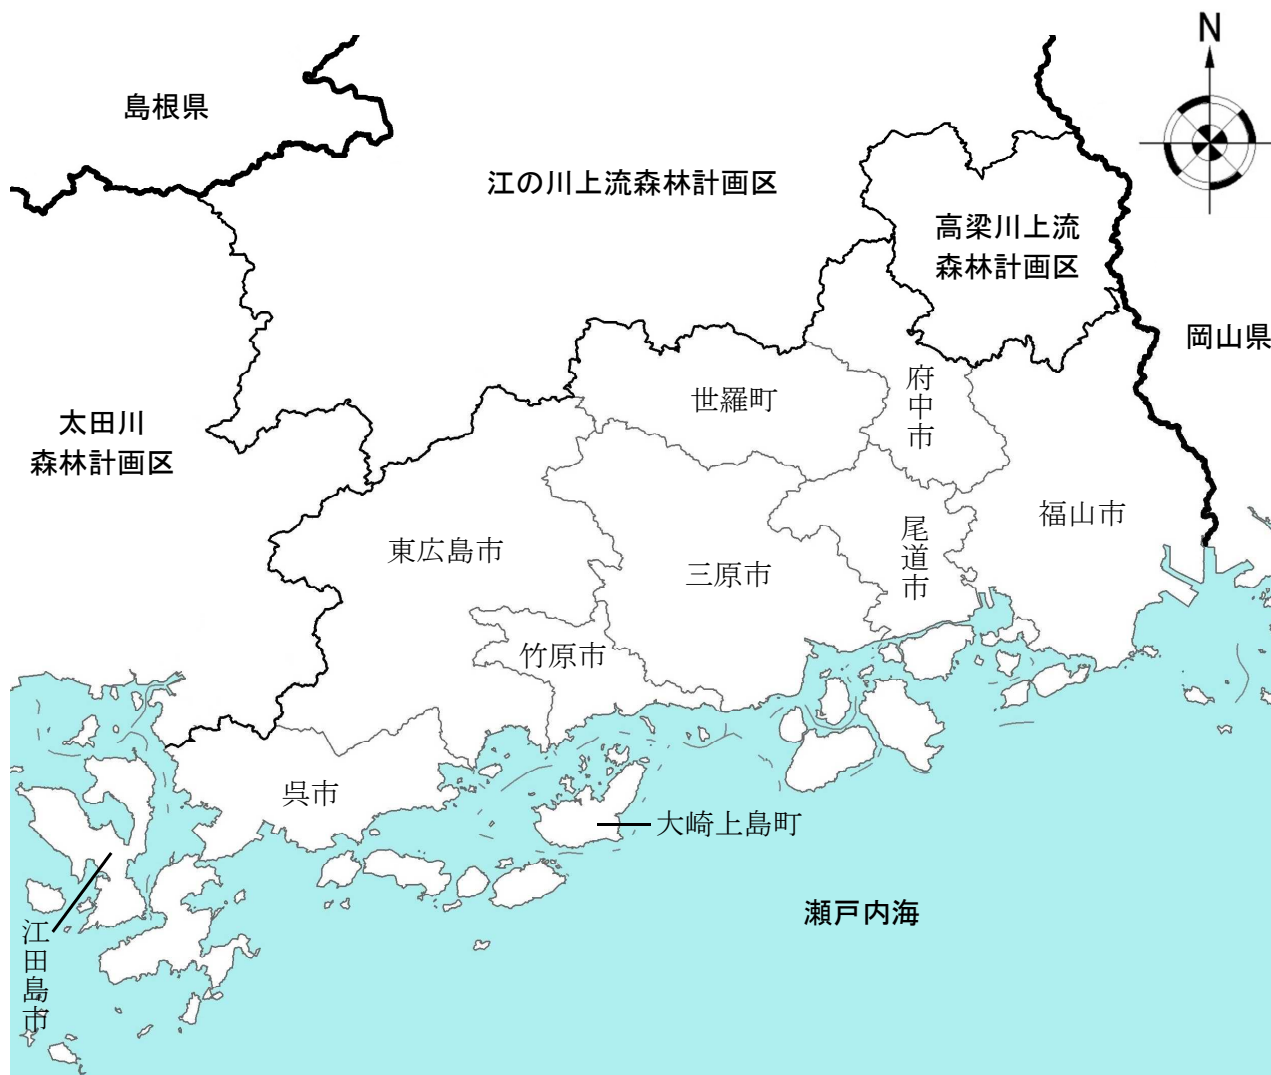 N
島根県
江の川上流森林計画区
高梁川上流
森林計画区
岡山県
太田川
森林計画区
世羅町
府中市
東広島市
三原市
尾道市
福山市
竹原市
呉市
大崎上島町
江田島市
瀬戸内海